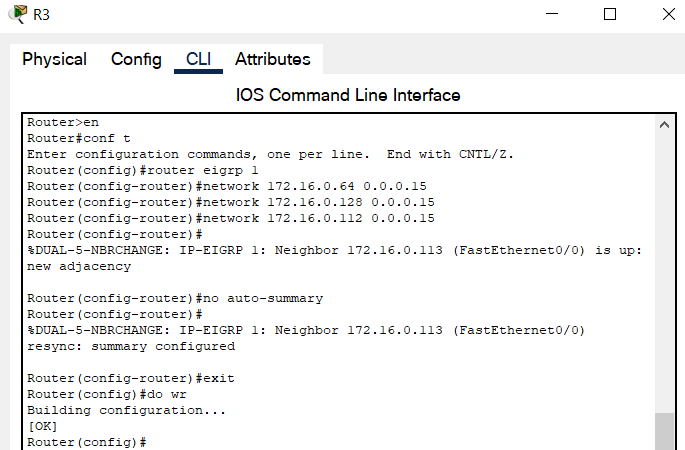 R3
Physical Config CLI Attributes
IOS Command Line Interface
Router>en
Router#conf t
Enter configuration commands, one per line.  End with CNTL/Z.
Router(config)#router eigrp 1
Router(config-router)#network 172.16.0.64 0.0.0.15
Router(config-router)#network 172.16.0.128 0.0.0.15
Router(config-router)#network 172.16.0.112 0.0.0.15
Router(config-router)#
%DUAL-5-NBRCHANGE: IP-EIGRP 1: Neighbor 172.16.0.113 (FastEthernet0/0) is up:
new adjacency
Router(config-router)#no auto-summary
Router(config-router)#
%DUAL-5-NBRCHANGE: IP-EIGRP 1: Neighbor 172.16.0.113 (FastEthernet0/0)
resync: summary configured
Router(config-router)#exit
Router(config)#do wr
Building configuration...
[OK]
Router(config)#